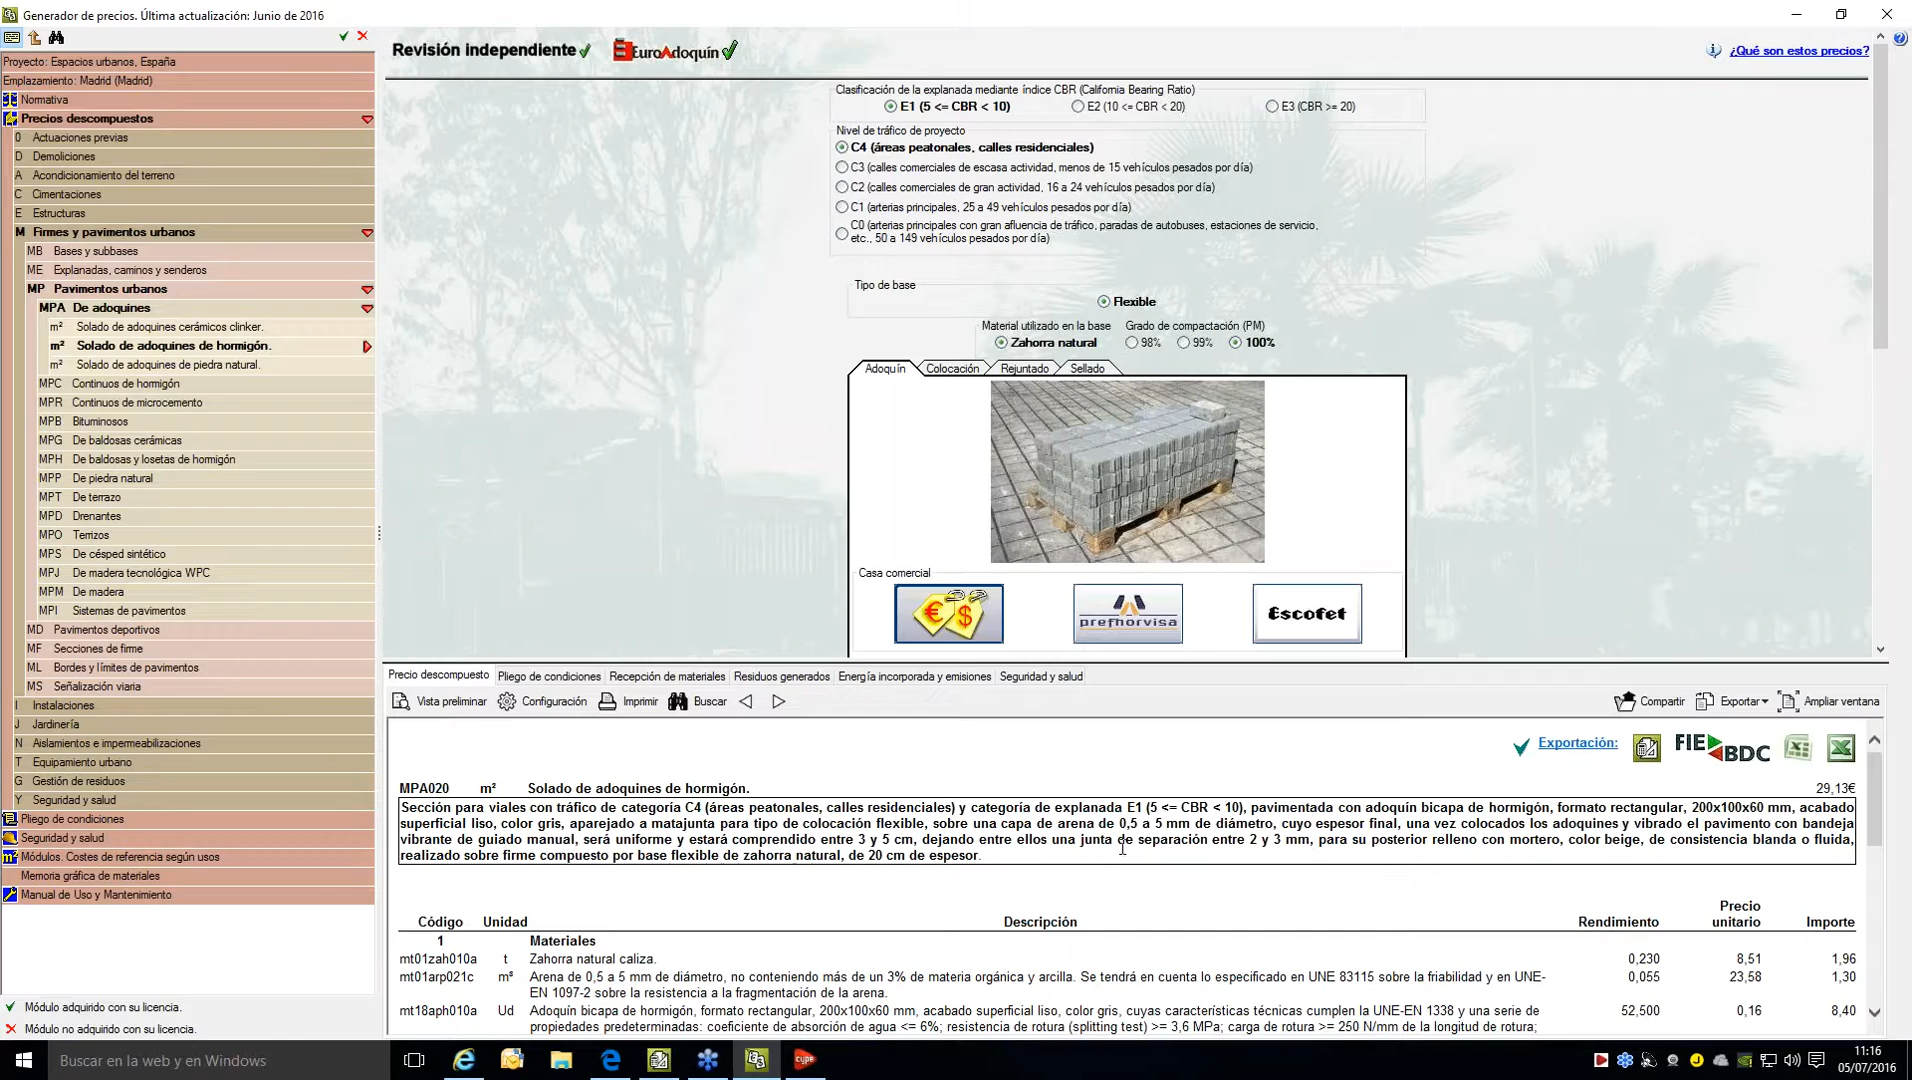 Generador de precios. Última actualización: Junio de 2016
Proyecto: Espacios urbanos, España
Emplazamiento: Madrid (Madrid)
Normativa
Precios descompuestos
0 Actuaciones previas
D Demoliciones
A Acondicionamiento del terreno
C Cimentaciones
E Estructuras
M Firmes y pavimentos urbanos
MB Bases y subbases
ME Explanadas, caminos y senderos
MP Pavimentos urbanos
MPA De adoquines
m² Solado de adoquines cerámicos clinker.
m² Solado de adoquines de hormigón.
m² Solado de adoquines de piedra natural.
MPC Continuos de hormigón
MPR Continuos de microcemento
MPB Bituminosos
MPG De baldosas cerámicas
MPH De baldosas y losetas de hormigón
MPP De piedra natural
MPT De terrazo
MPD Drenantes
MPO Terrizos
MPS De césped sintético
MPJ De madera tecnológica WPC
MPM De madera
MPI Sistemas de pavimentos
MD Pavimentos deportivos
MF Secciones de firme
ML Bordes y límites de pavimentos
MS Señalización viaria
I Instalaciones
J Jardinería
N Aislamientos e impermeabilizaciones
T Equipamiento urbano
G Gestión de residuos
Y Seguridad y salud
Pliego de condiciones
Seguridad y salud
m² Módulos. Costes de referencia según usos
Memoria gráfica de materiales
Manual de Uso y Mantenimiento
Módulo adquirido con su licencia.
Módulo no adquirido con su licencia.
Revisión independiente EuroAdoquín
¿Qué son estos precios?
Clasificación de la explanada mediante índice CBR (California Bearing Ratio)
E1 (5 <= CBR < 10) E2 (10 <= CBR < 20) E3 (CBR >= 20)
Nivel de tráfico de proyecto
C4 (áreas peatonales, calles residenciales)
C3 (calles comerciales de escasa actividad, menos de 15 vehículos pesados por día)
C2 (calles comerciales de gran actividad, 16 a 24 vehículos pesados por día)
C1 (arterias principales, 25 a 49 vehículos pesados por día)
C0 (arterias principales con gran afluencia de tráfico, paradas de autobuses, estaciones de servicio,
etc., 50 a 149 vehículos pesados por día)
Tipo de base
Flexible
Material utilizado en la base Grado de compactación (PM)
Zahorra natural 98% 99% 100%
Adoquín Colocación Rejuntado Sellado
Casa comercial
€ $ prefhorvisa Escofet
Precio descompuesto Pliego de condiciones Recepción de materiales Residuos generados Energía incorporada y emisiones Seguridad y salud
Vista preliminar Configuración Imprimir Buscar Compartir Exportar Ampliar ventana
Exportación: FIE BDC
MPA020 m² Solado de adoquines de hormigón. 29,13€
Sección para viales con tráfico de categoría C4 (áreas peatonales, calles residenciales) y categoría de explanada E1 (5 <= CBR < 10), pavimentada con adoquín bicapa de hormigón, formato rectangular, 200x100x60 mm, acabado
superficial liso, color gris, aparejado a matajunta para tipo de colocación flexible, sobre una capa de arena de 0,5 a 5 mm de diámetro, cuyo espesor final, una vez colocados los adoquines y vibrado el pavimento con bandeja
vibrante de guiado manual, será uniforme y estará comprendido entre 3 y 5 cm, dejando entre ellos una junta de separación entre 2 y 3 mm, para su posterior relleno con mortero, color beige, de consistencia blanda o fluida,
realizado sobre firme compuesto por base flexible de zahorra natural, de 20 cm de espesor.
Código Unidad Descripción Rendimiento Precio unitario Importe
1 Materiales
mt01zah010a t Zahorra natural caliza. 0,230 8,51 1,96
mt01arp021c m³ Arena de 0,5 a 5 mm de diámetro, no conteniendo más de un 3% de materia orgánica y arcilla. Se tendrá en cuenta lo especificado en UNE 83115 sobre la friabilidad y en UNE- 0,055 23,58 1,30
EN 1097-2 sobre la resistencia a la fragmentación de la arena.
mt18aph010a Ud Adoquín bicapa de hormigón, formato rectangular, 200x100x60 mm, acabado superficial liso, color gris, cuyas características técnicas cumplen la UNE-EN 1338 y una serie de 52,500 0,16 8,40
propiedades predeterminadas: coeficiente de absorción de agua <= 6%; resistencia de rotura (splitting test) >= 3,6 MPa; carga de rotura >= 250 N/mm de la longitud de rotura;
Buscar en la web y en Windows
cype
11:16
05/07/2016